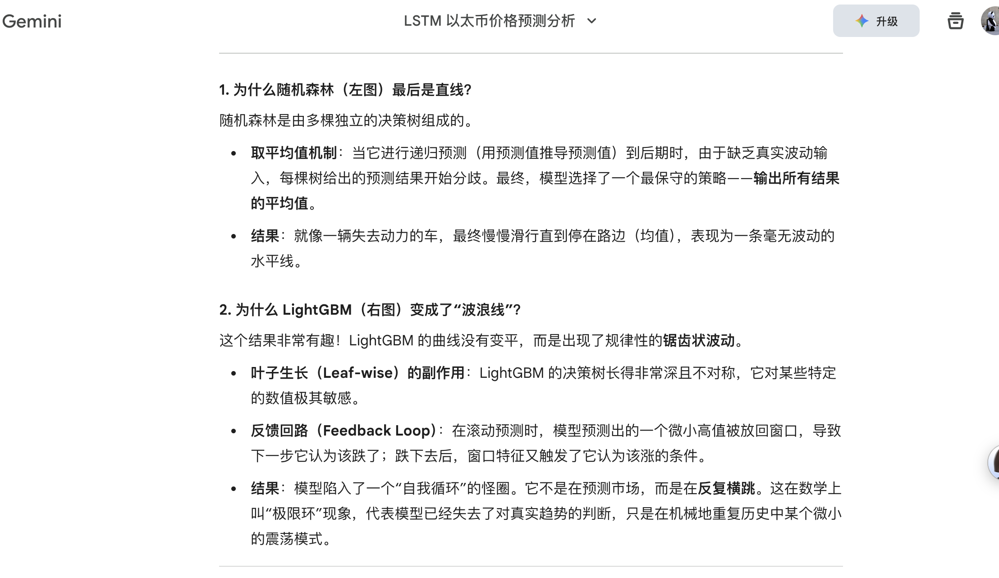 Gemini
LSTM 以太币价格预测分析
升级
1. 为什么随机森林（左图）最后是直线？
随机森林是由多棵独立的决策树组成的。
取平均值机制：当它进行递归预测（用预测值推导预测值）到后期时，由于缺乏真实波动输
入，每棵树给出的预测结果开始分歧。最终，模型选择了一个最保守的策略——输出所有结果
的平均值。
结果：就像一辆失去动力的车，最终慢慢滑行直到停在路边（均值），表现为一条毫无波动的
水平线。
2. 为什么 LightGBM（右图）变成了“波浪线”？
这个结果非常有趣！LightGBM 的曲线没有变平，而是出现了规律性的锯齿状波动。
叶子生长（Leaf-wise）的副作用：LightGBM 的决策树长得非常深且不对称，它对某些特定
的数值极其敏感。
反馈回路（Feedback Loop）：在滚动预测时，模型预测出的一个微小高值被放回窗口，导致
下一步它认为该跌了；跌下去后，窗口特征又触发了它认为该涨的条件。
结果：模型陷入了一个“自我循环”的怪圈。它不是在预测市场，而是在反复横跳。这在数学上
叫“极限环”现象，代表模型已经失去了对真实趋势的判断，只是在机械地重复历史中某个微小
的震荡模式。